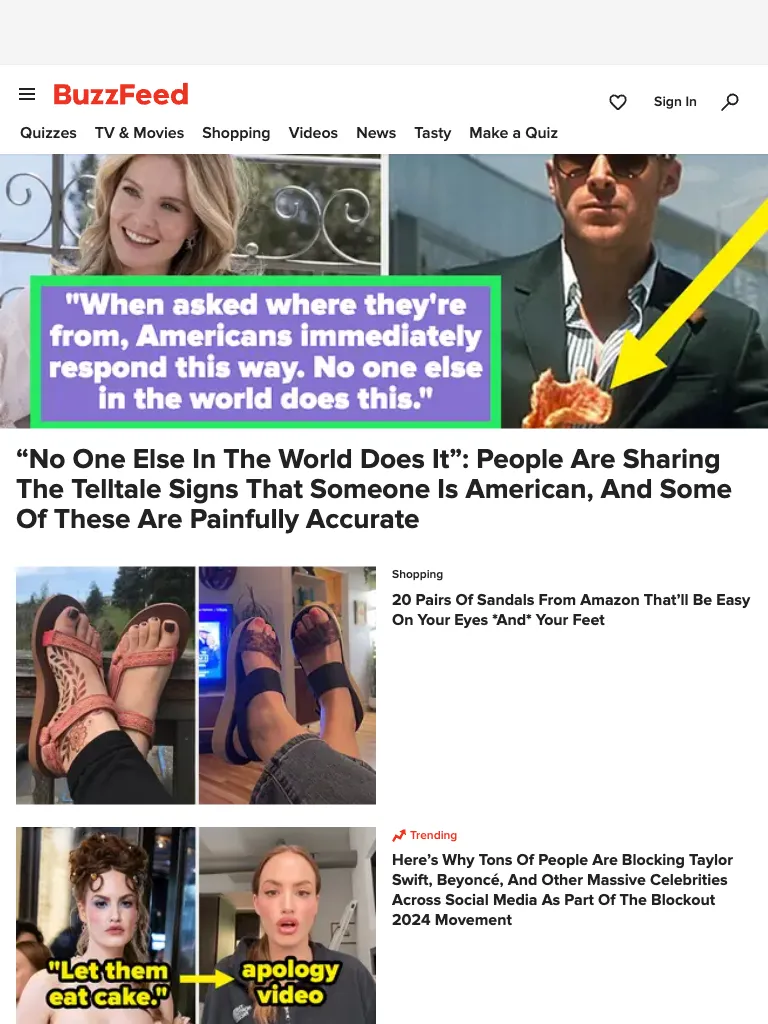 BuzzFeed
Sign In
Quizzes TV & Movies Shopping Videos News Tasty Make a Quiz
"When asked where they're
from, Americans immediately
respond this way. No one else
in the world does this."
“No One Else In The World Does It”: People Are Sharing
The Telltale Signs That Someone Is American, And Some
Of These Are Painfully Accurate
Shopping
20 Pairs Of Sandals From Amazon That’ll Be Easy
On Your Eyes *And* Your Feet
Trending
Here’s Why Tons Of People Are Blocking Taylor
Swift, Beyoncé, And Other Massive Celebrities
Across Social Media As Part Of The Blockout
2024 Movement
"Let them
eat cake."
apology
video